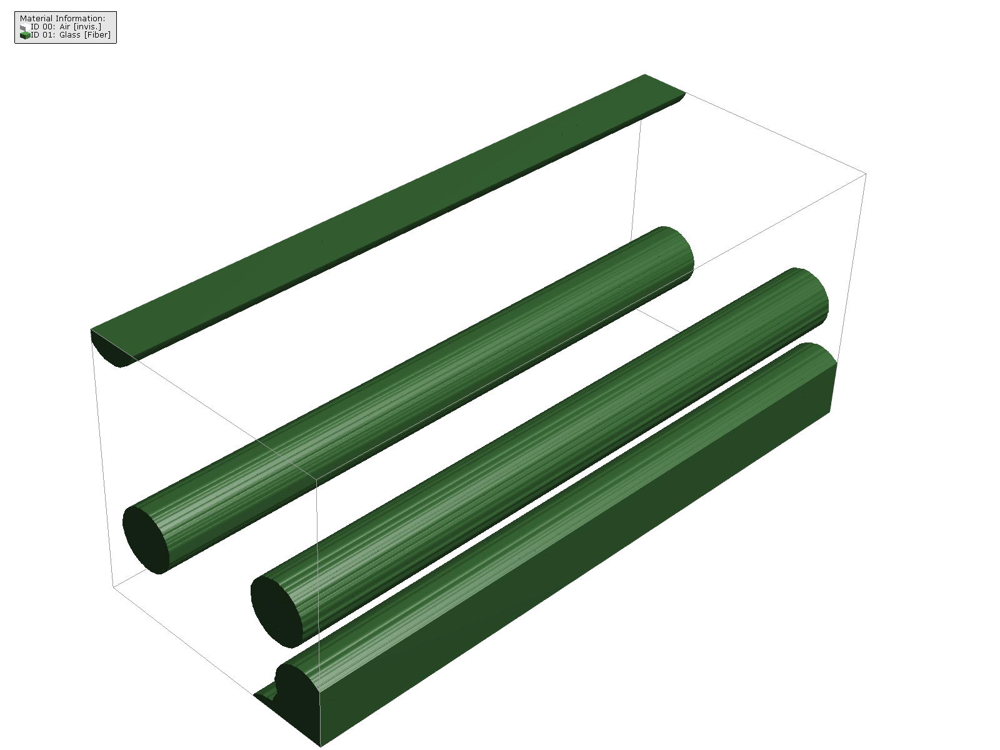 Material Information:
ID 00: Air [invis.]
ID 01: Glass [Fiber]